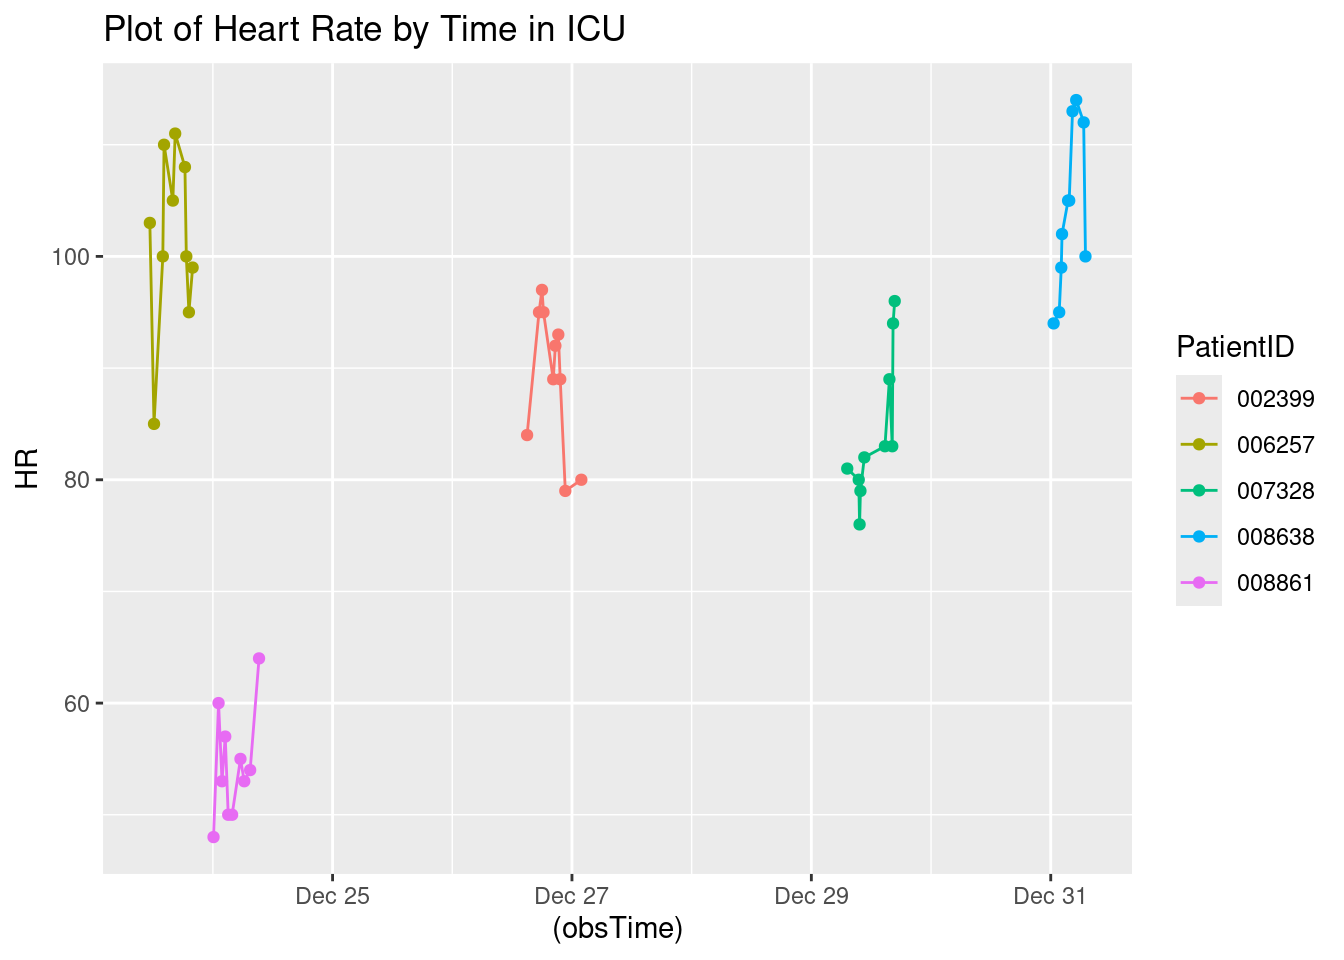 Plot of Heart Rate by Time in ICU
HR
100
80
60
Dec 25
Dec 27
Dec 29
Dec 31
(obsTime)
PatientID
002399
006257
007328
008638
008861